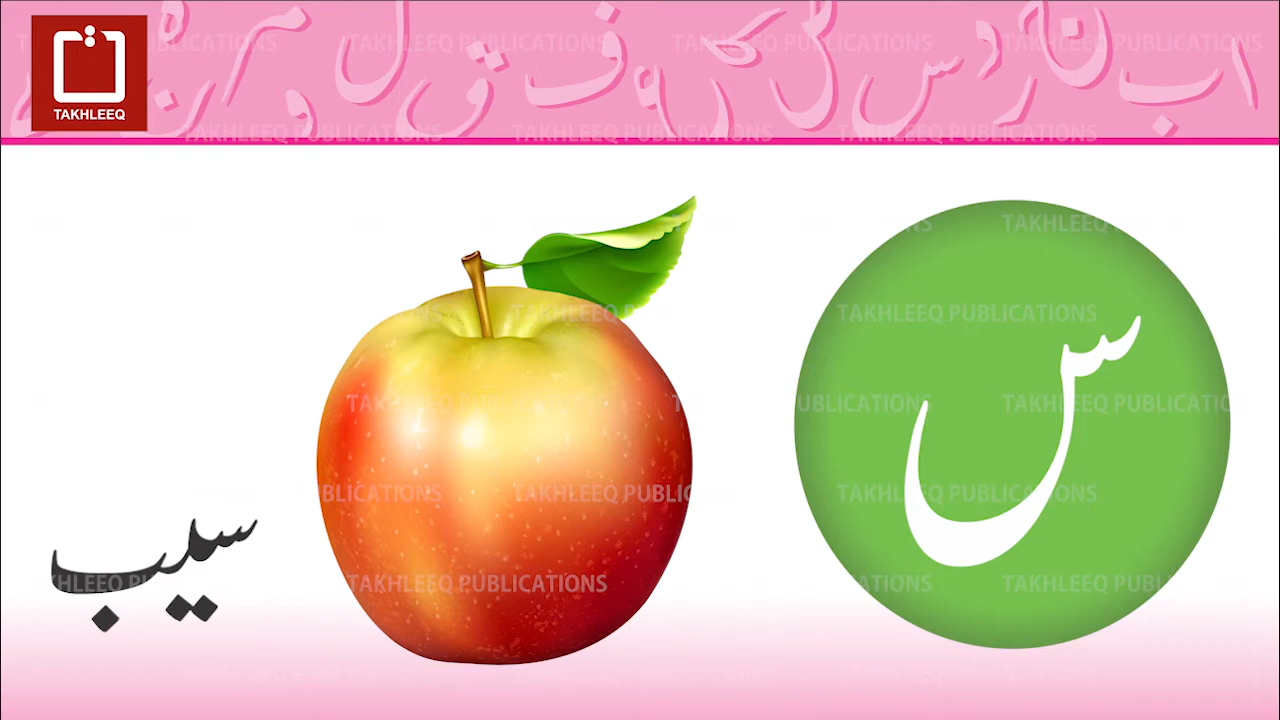 TAKHLEEQ
ا ب ن د ر س ل ک ں ف و ق ل و م
س
سیب
TAKHLEEQ PUBLICATIONS